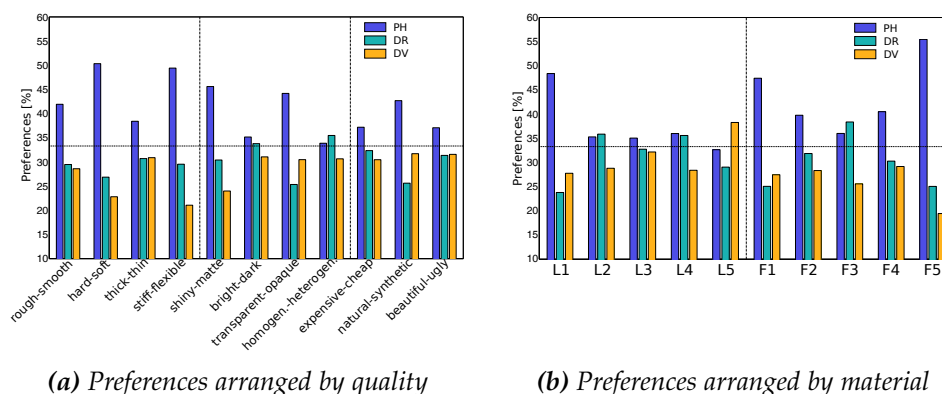 60
55
50
45
40
35
30
25
20
15
10
Preferences [%]
PH
DR
DV
rough-smooth
hard-soft
thick-thin
stiff-flexible
shiny-matte
bright-dark
transparent-opaque
homogen.-heterogen.
expensive-cheap
natural-synthetic
beautiful-ugly
(a) Preferences arranged by quality
60
55
50
45
40
35
30
25
20
15
10
Preferences [%]
PH
DR
DV
L1 L2 L3 L4 L5 F1 F2 F3 F4 F5
(b) Preferences arranged by material